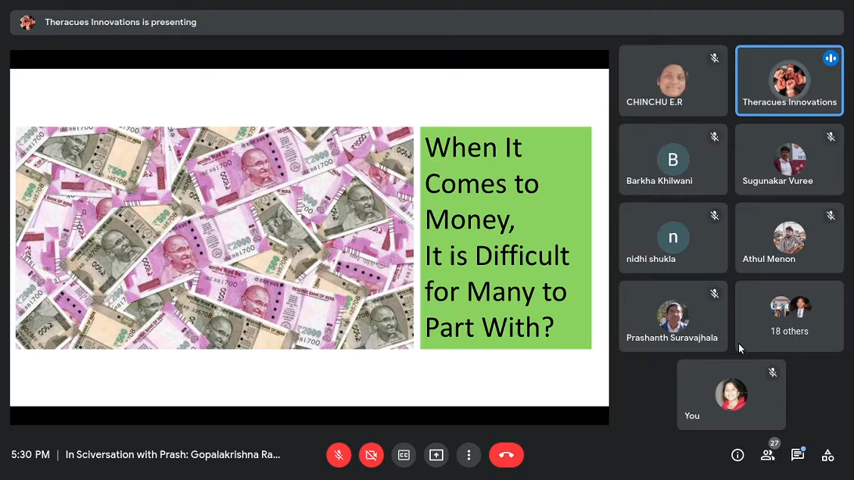 Theracues Innovations is presenting
When It
Comes to
Money,
It is Difficult
for Many to
Part With?
CHINCHU E.R
Theracues Innovations
B
Barkha Khilwani
Sugunakar Vuree
n
nidhi shukla
Athul Menon
Prashanth Suravajhala
18 others
You
5:30 PM | In Sciversation with Prash: Gopalakrishna Ra...
27